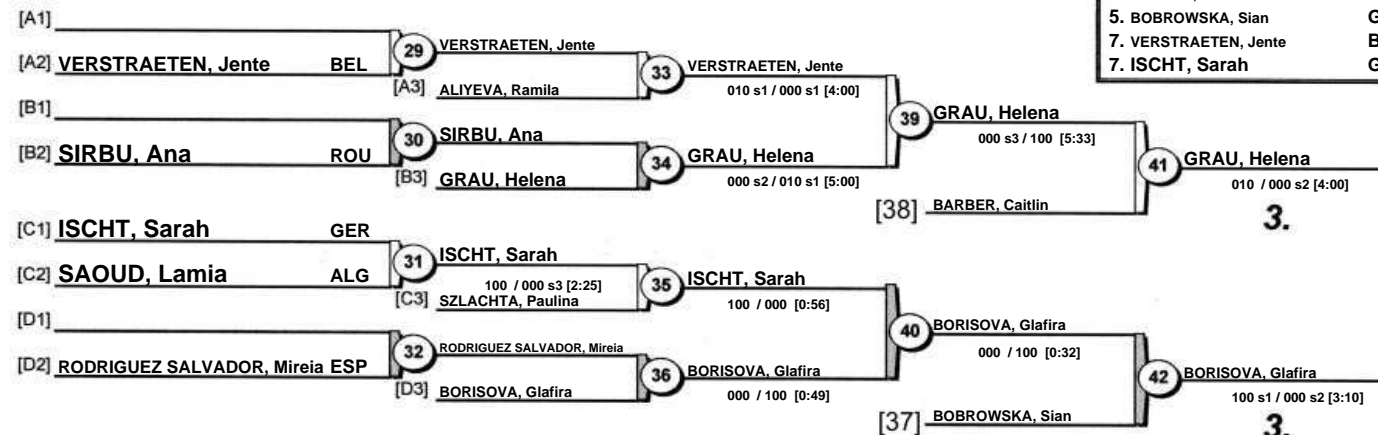 5. BOBROWSKA, Sian G
7. VERSTRAETEN, Jente B
7. ISCHT, Sarah G
[A1]
[A2] VERSTRAETEN, Jente BEL
29
VERSTRAETEN, Jente
[A3] ALIYEVA, Ramila
33
VERSTRAETEN, Jente
010 s1 / 000 s1 [4:00]
[B1]
[B2] SIRBU, Ana ROU
30
SIRBU, Ana
[B3] GRAU, Helena
34
GRAU, Helena
000 s2 / 010 s1 [5:00]
39
GRAU, Helena
000 s3 / 100 [5:33]
[38] BARBER, Caitlin
41
GRAU, Helena
010 / 000 s2 [4:00]
3.
[C1] ISCHT, Sarah GER
[C2] SAOUD, Lamia ALG
31
ISCHT, Sarah
100 / 000 s3 [2:25]
[C3] SZLACHTA, Paulina
35
ISCHT, Sarah
100 / 000 [0:56]
[D1]
[D2] RODRIGUEZ SALVADOR, Mireia ESP
32
RODRIGUEZ SALVADOR, Mireia
[D3] BORISOVA, Glafira
36
BORISOVA, Glafira
000 / 100 [0:49]
40
BORISOVA, Glafira
000 / 100 [0:32]
[37] BOBROWSKA, Sian
42
BORISOVA, Glafira
100 s1 / 000 s2 [3:10]
3.